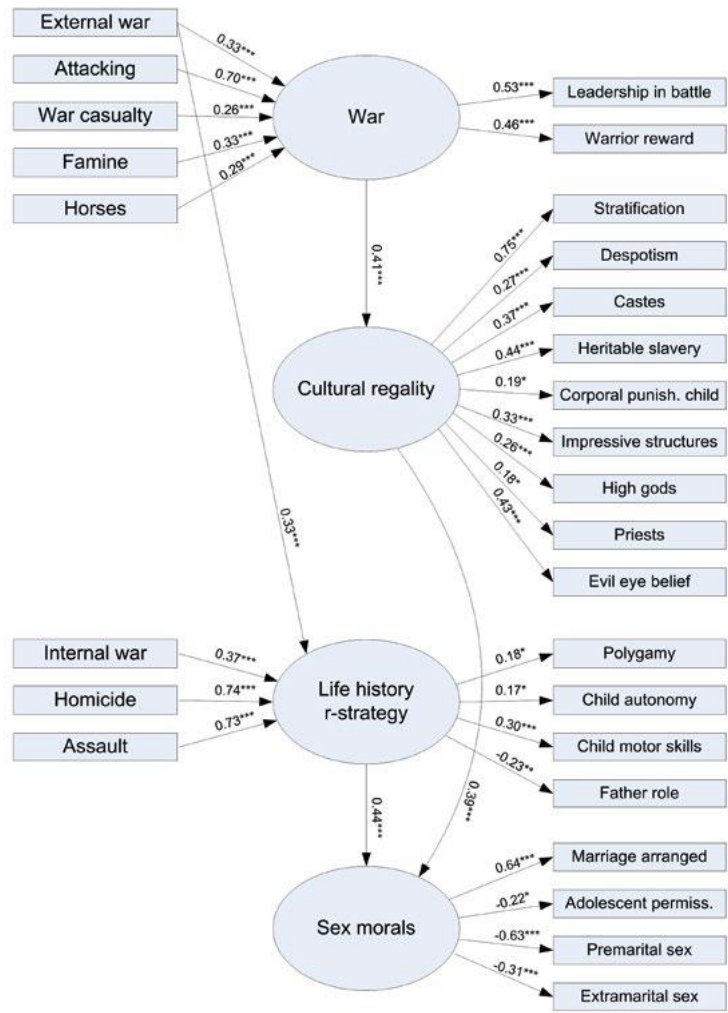 External war
Attacking
War casualty
Famine
Horses
0.33***
0.70***
0.26***
0.33***
0.29***
War
0.53***
0.46***
Leadership in battle
Warrior reward
0.41***
Cultural regality
0.75***
0.27***
0.37***
0.44***
0.19*
0.33***
0.26***
0.18*
0.43***
Stratification
Despotism
Castes
Heritable slavery
Corporal punish. child
Impressive structures
High gods
Priests
Evil eye belief
0.33***
Internal war
Homicide
Assault
0.37***
0.74***
0.73***
Life history
r-strategy
0.18*
0.17*
0.30***
-0.23**
Polygamy
Child autonomy
Child motor skills
Father role
0.44***
0.39***
Sex morals
0.64***
-0.22*
-0.63***
-0.31***
Marriage arranged
Adolescent permiss.
Premarital sex
Extramarital sex